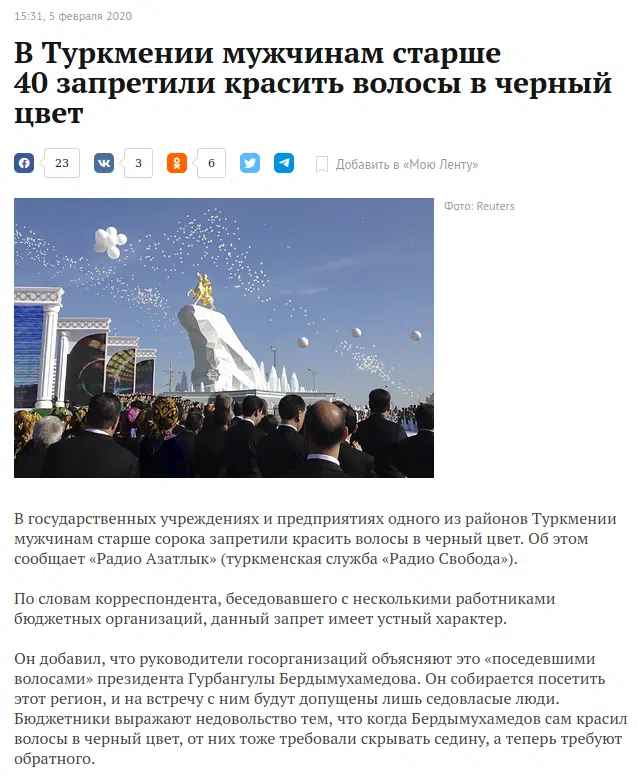 15:31, 5 февраля 2020
В Туркмении мужчинам старше
40 запретили красить волосы в черный
цвет
23
3
6
Добавить в «Мою Ленту»
Фото: Reuters
В государственных учреждениях и предприятиях одного из районов Туркмении
мужчинам старше сорока запретили красить волосы в черный цвет. Об этом
сообщает «Радио Азатлык» (туркменская служба «Радио Свобода»).
По словам корреспондента, беседовавшего с несколькими работниками
бюджетных организаций, данный запрет имеет устный характер.
Он добавил, что руководители госорганизаций объясняют это «поседевшими
волосами» президента Гурбангулы Бердымухамедова. Он собирается посетить
этот регион, и на встречу с ним будут допущены лишь седовласые люди.
Бюджетники выражают недовольство тем, что когда Бердымухамедов сам красил
волосы в черный цвет, от них тоже требовали скрывать седину, а теперь требуют
обратного.